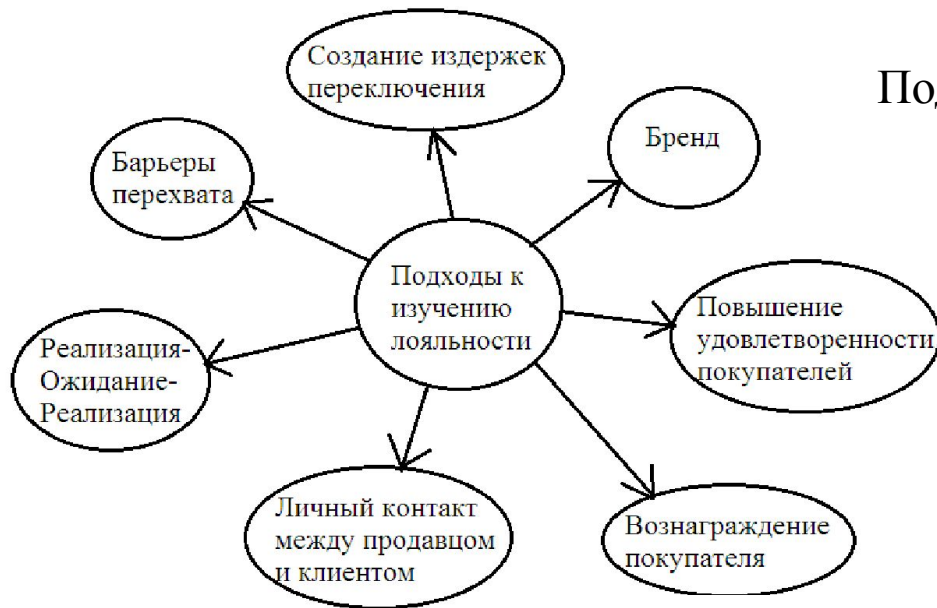 Создание издержек
переключения
Под
Бренд
Барьеры
перехвата
Подходы к
изучению
лояльности
Повышение
удовлетворенности
покупателей
Реализация-
Ожидание-
Реализация
Личный контакт
между продавцом
и клиентом
Вознаграждение
покупателя